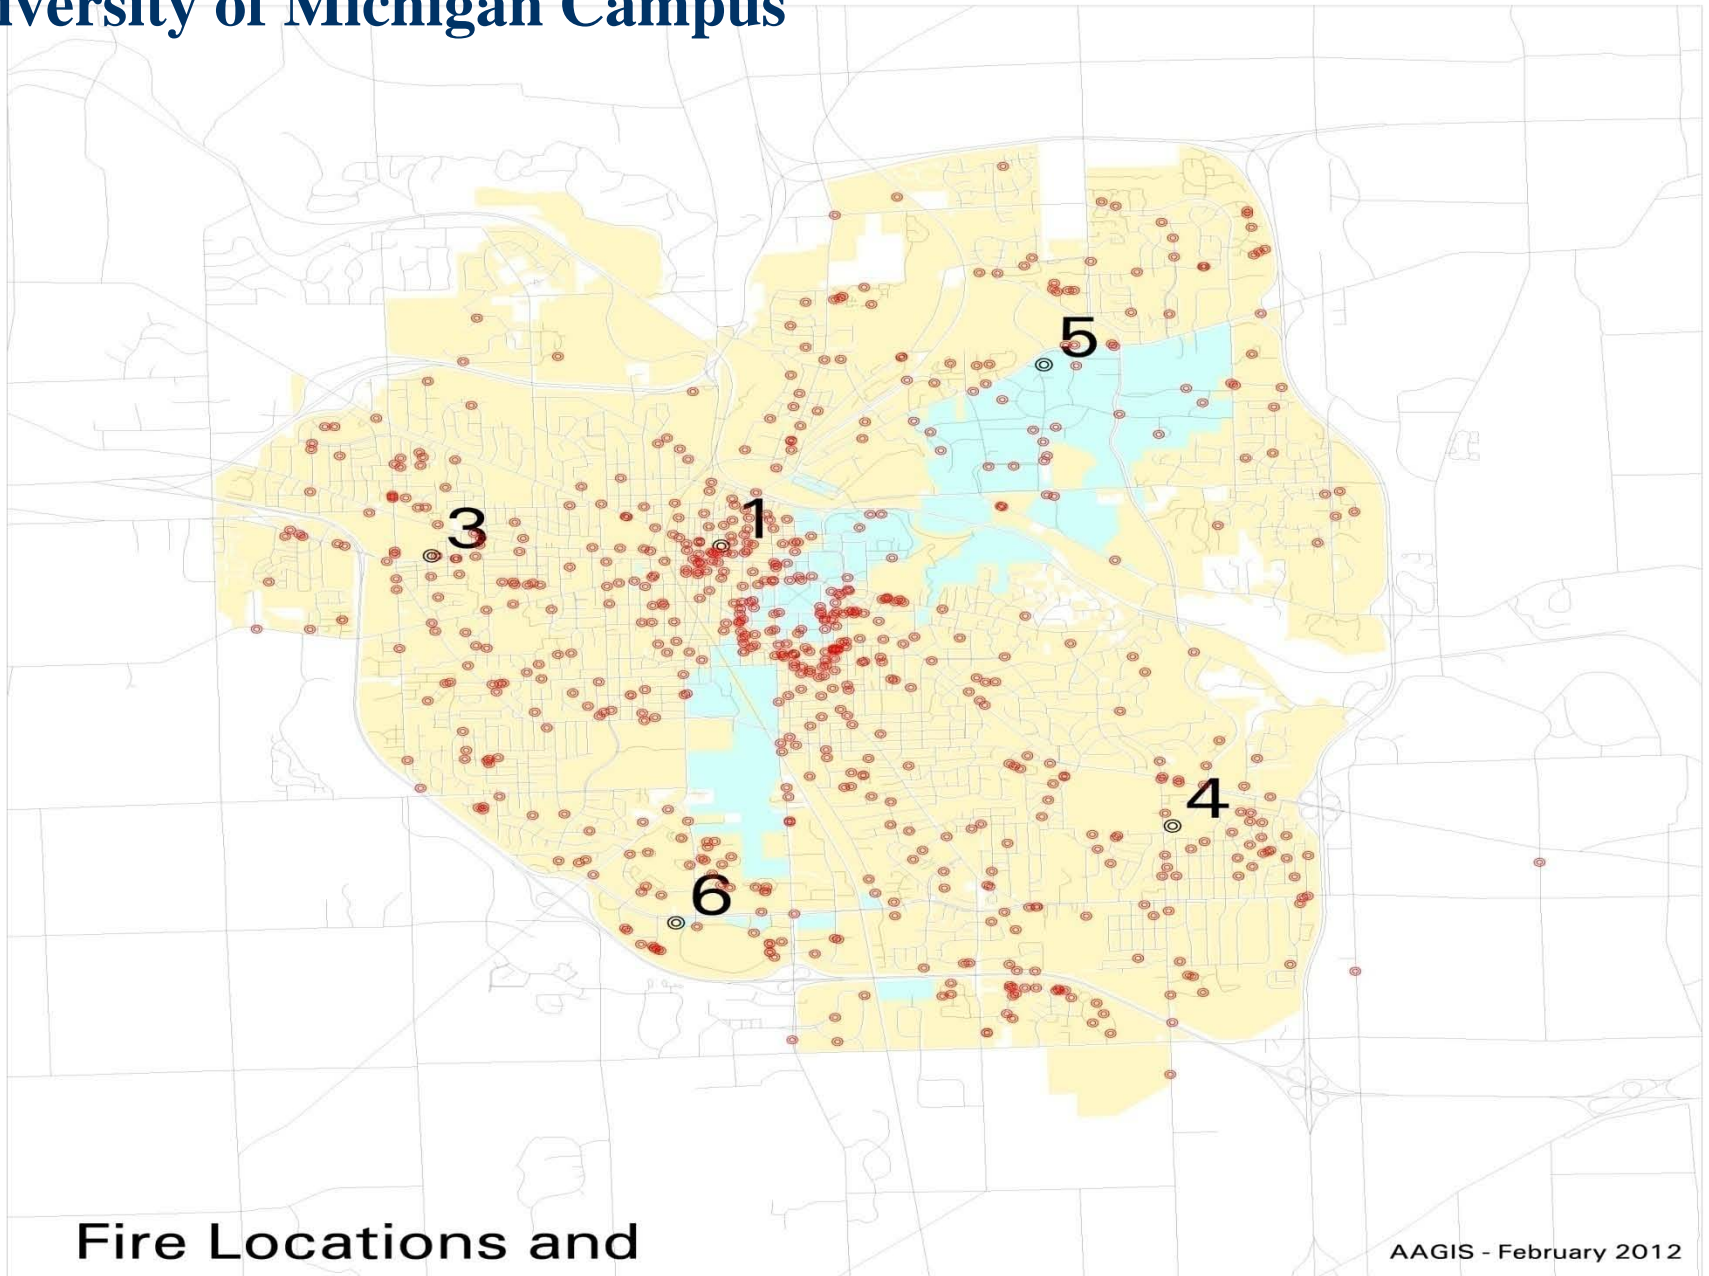 iversity of Michigan Campus
5
1
3
4
6
Fire Locations and
AAGIS - February 2012